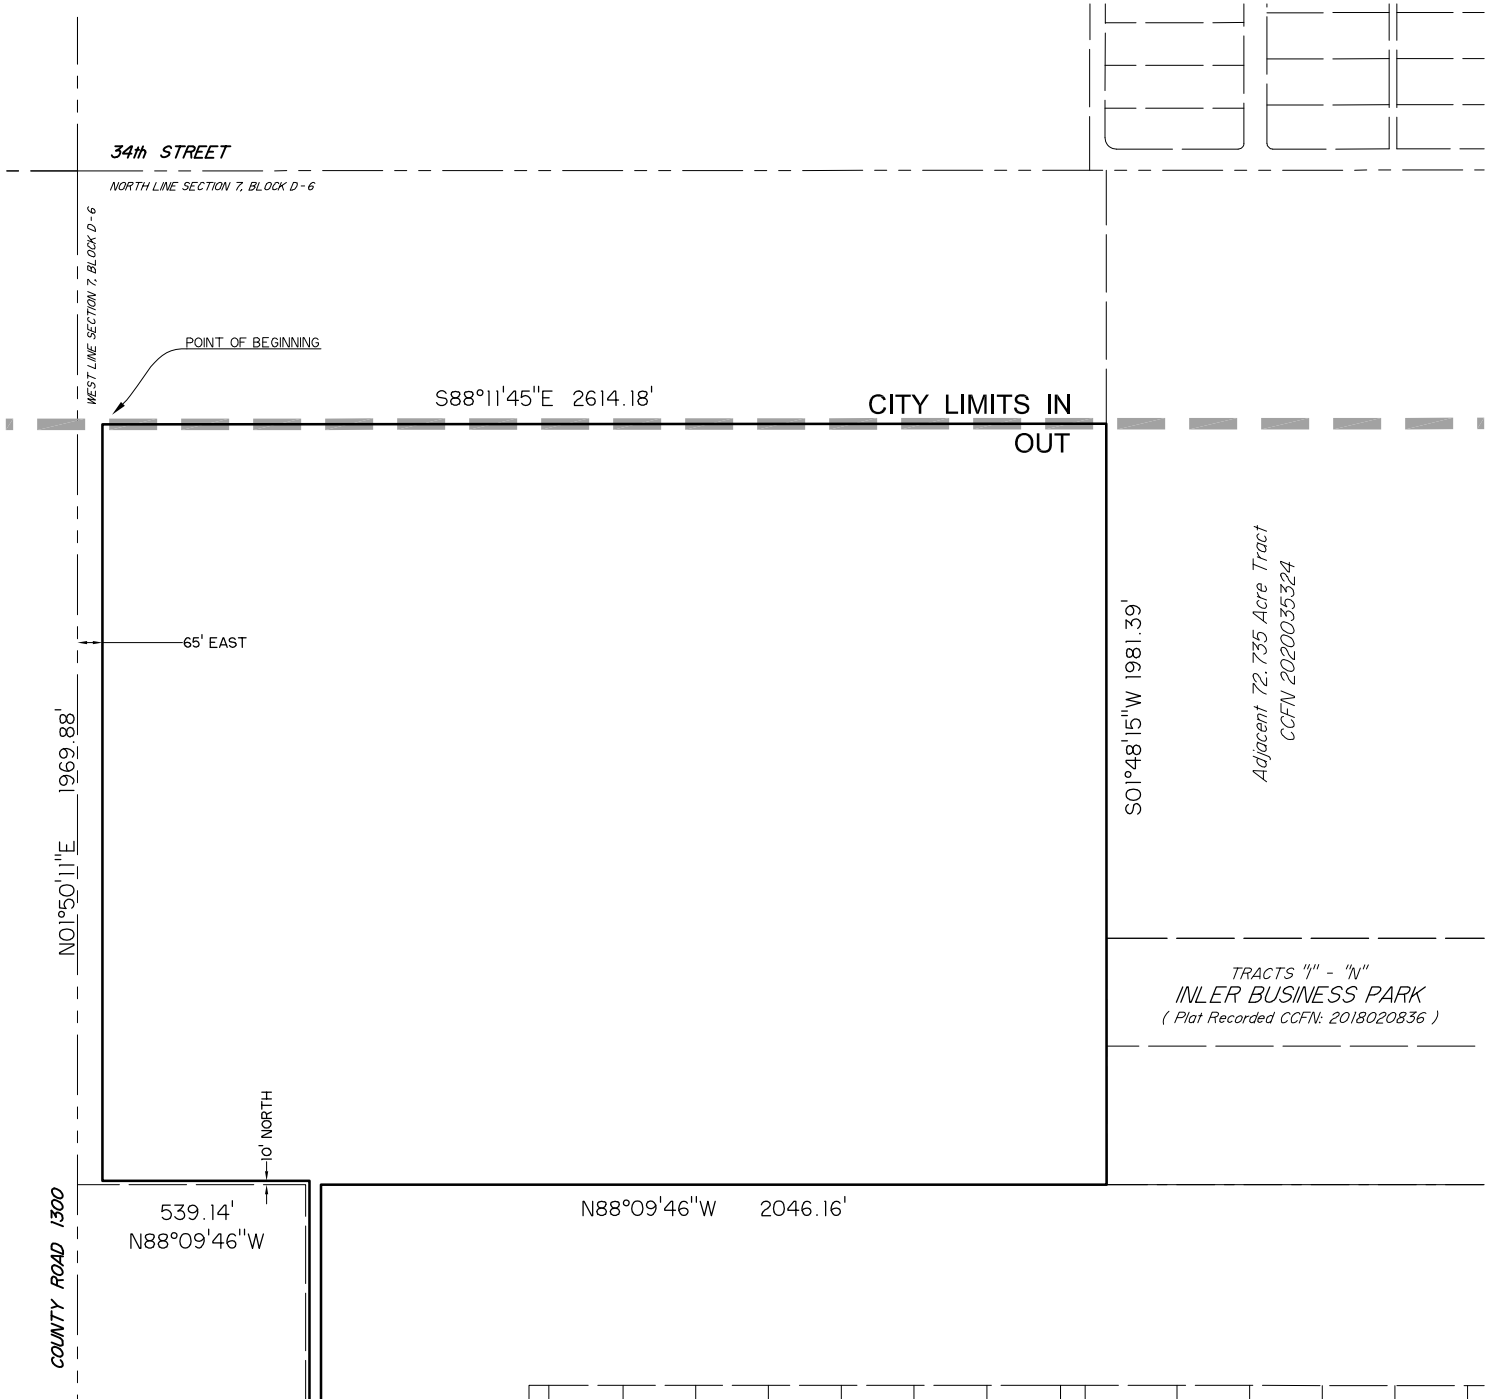 34th STREET
NORTH LINE SECTION 7, BLOCK D-6
WEST LINE SECTION 7, BLOCK D-6
POINT OF BEGINNING
S88°11'45"E 2614.18'
CITY LIMITS IN
OUT
65' EAST
N01°50'11"E 1969.88'
S01°48'15"W 1981.39'
Adjacent 72.735 Acre Tract
CCFN 2020035324
TRACTS "I" - "N"
INLER BUSINESS PARK
( Plat Recorded CCFN: 2018020836 )
10' NORTH
539.14'
N88°09'46"W
N88°09'46"W 2046.16'
COUNTY ROAD 1300